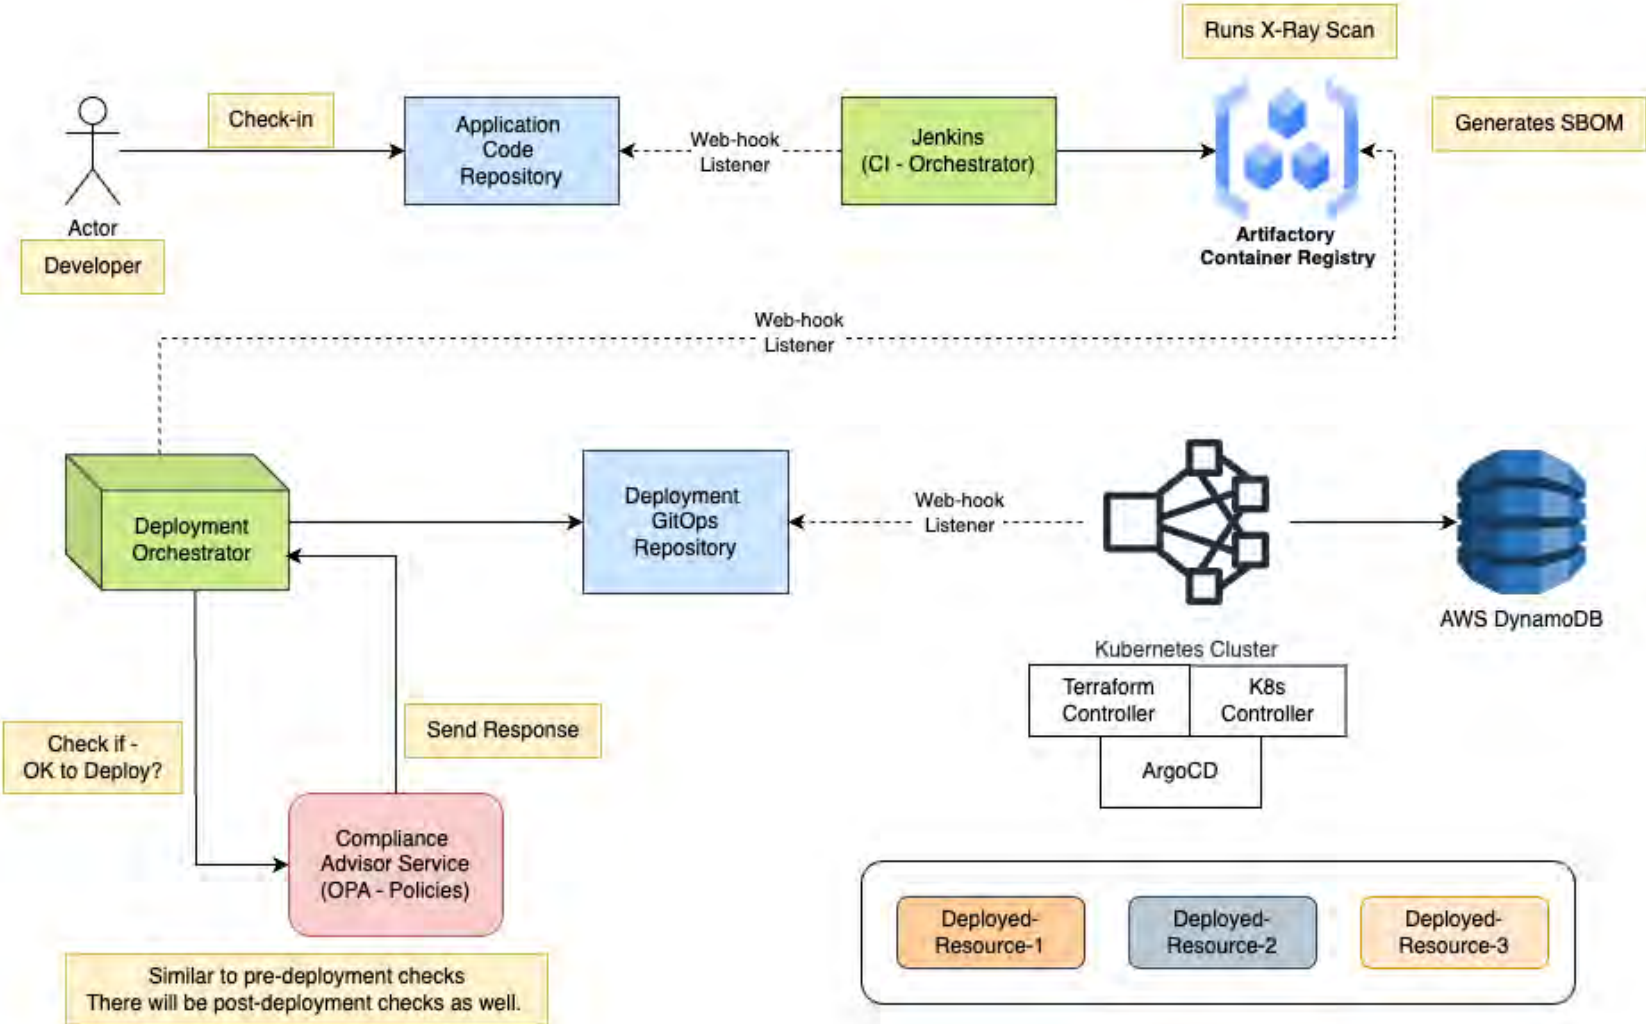 Runs X-Ray Scan
Check-in
Application
Code
Repository
Web-hook
Listener
Jenkins
(CI - Orchestrator)
Generates SBOM
Actor
Developer
Artifactory
Container Registry
Web-hook
Listener
Deployment
Orchestrator
Deployment
GitOps
Repository
Web-hook
Listener
AWS DynamoDB
Kubernetes Cluster
Terraform
Controller
K8s
Controller
ArgoCD
Check if -
OK to Deploy?
Send Response
Compliance
Advisor Service
(OPA - Policies)
Deployed-
Resource-1
Deployed-
Resource-2
Deployed-
Resource-3
Similar to pre-deployment checks
There will be post-deployment checks as well.